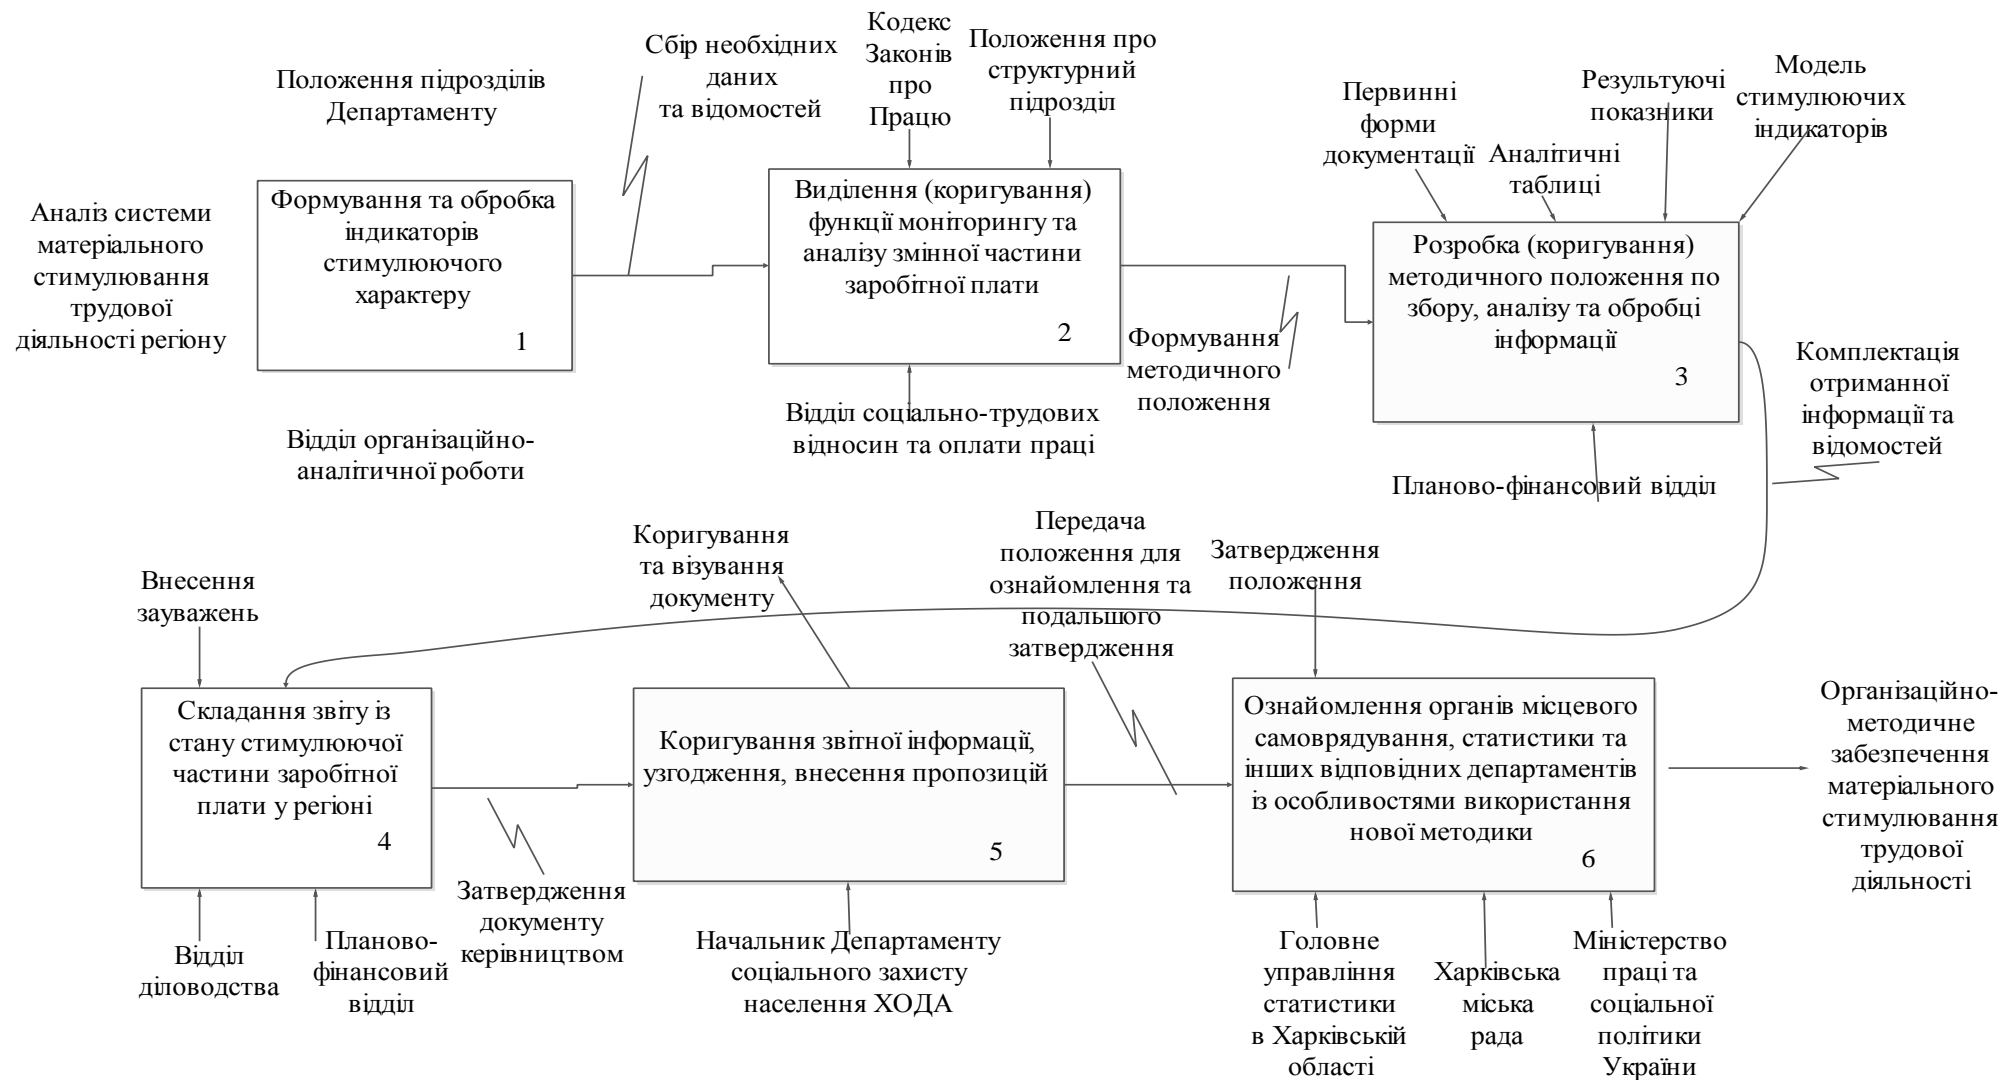 Положення підрозділів
Департаменту
Сбір необхідних
даних
та відомостей
Кодекс
Законів
про
Працю
Положення про
структурний
підрозділ
Первинні
форми
документації
Аналітичні
таблиці
Результуючі
показники
Модель
стимулюючих
індикаторів
Аналіз системи
матеріального
стимулювання
трудової
діяльності регіону
Формування та обробка
індикаторів
стимулюючого
характеру
1
Виділення (коригування)
функції моніторингу та
аналізу змінної частини
заробітної плати
2
Розробка (коригування)
методичного положення по
збору, аналізу та обробці
інформації
3
Формування
методичного
положення
Комплектація
отриманної
інформації та
відомостей
Відділ організаційно-
аналітичної роботи
Відділ соціально-трудових
відносин та оплати праці
Планово-фінансовий відділ
Внесення
зауважень
Коригування
та візування
документу
Передача
положення для
ознайомлення та
подальшого
затвердження
Затвердження
положення
Складання звіту із
стану стимулюючої
частини заробітної
плати у регіоні
4
Коригування звітної інформації,
узгодження, внесення пропозицій
5
Ознайомлення органів місцевого
самоврядування, статистики та
інших відповідних департаментів
із особливостями використання
нової методики
6
Організаційно-
методичне
забезпечення
матеріального
стимулювання
трудової
діяльності
Відділ
діловодства
Планово-
фінансовий
відділ
Затвердження
документу
керівництвом
Начальник Департаменту
соціального захисту
населення ХОДА
Головне
управління
статистики
в Харківській
області
Харківська
міська
рада
Міністерство
праці та
соціальної
політики
України